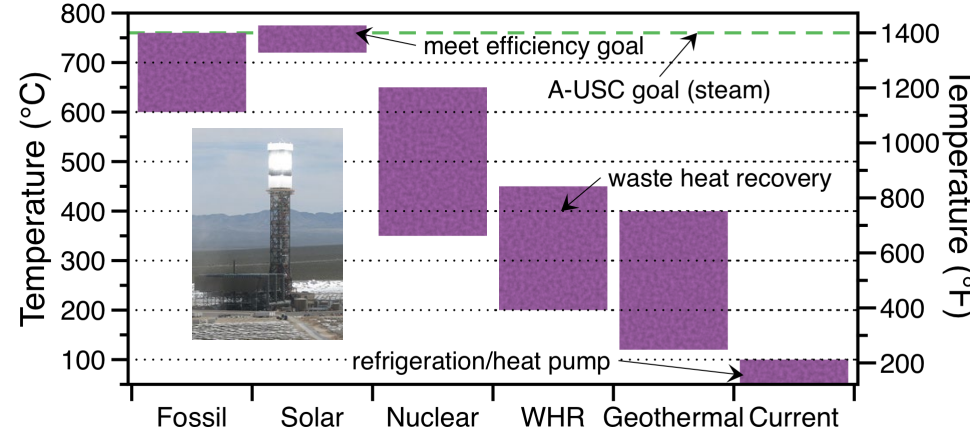 800
700
600
500
400
300
200
100
Temperature (°C)
1400
1200
1000
800
600
400
200
Temperature (°F)
meet efficiency goal
A-USC goal (steam)
waste heat recovery
refrigeration/heat pump
Fossil
Solar
Nuclear
WHR
Geothermal
Current